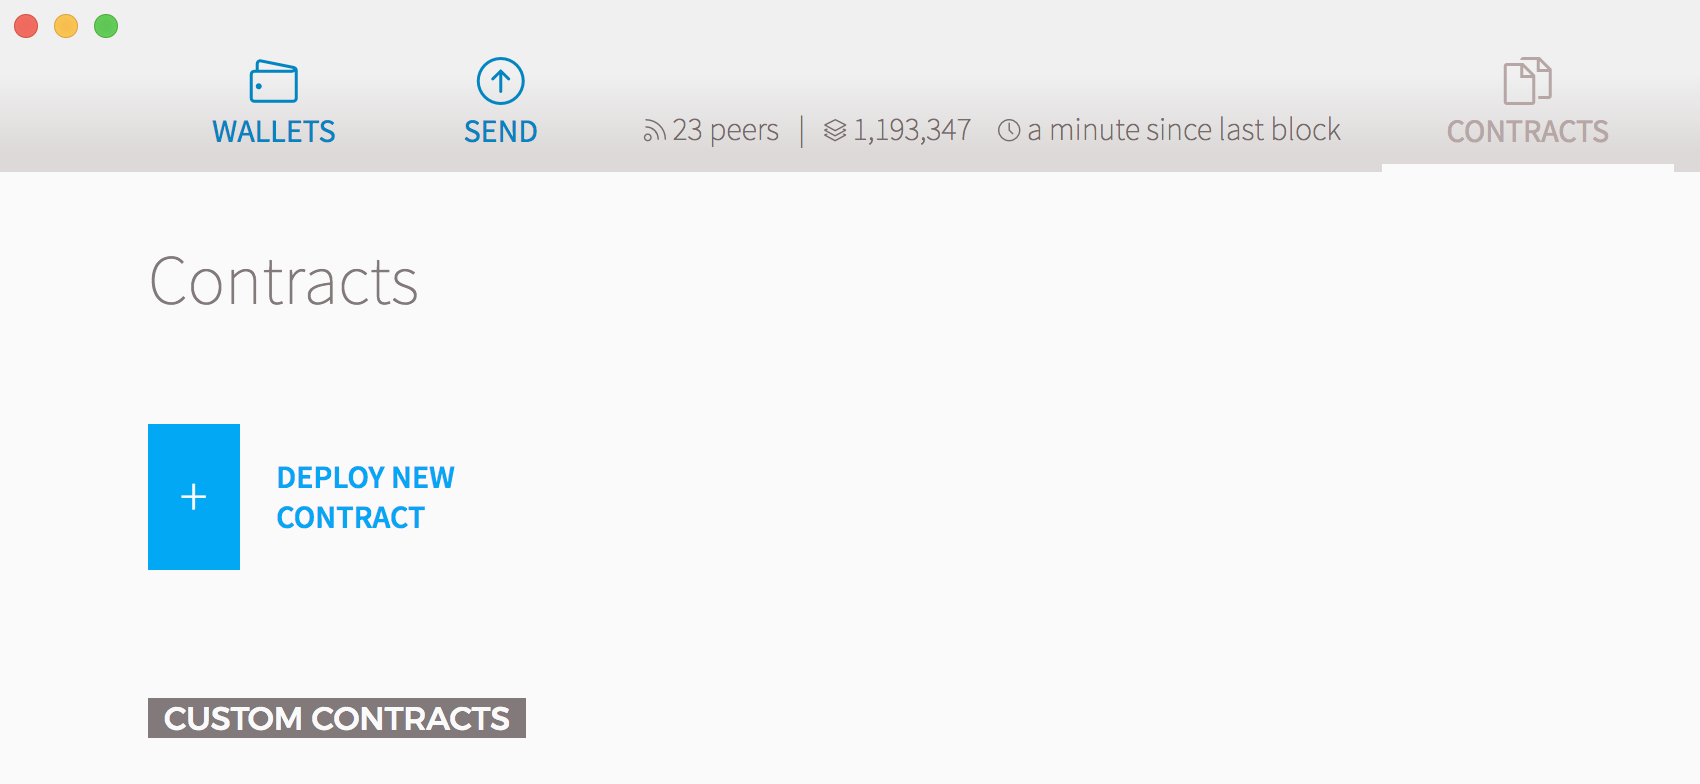 WALLETS
SEND
23 peers | 1,193,347 a minute since last block
CONTRACTS
Contracts
+
DEPLOY NEW
CONTRACT
CUSTOM CONTRACTS